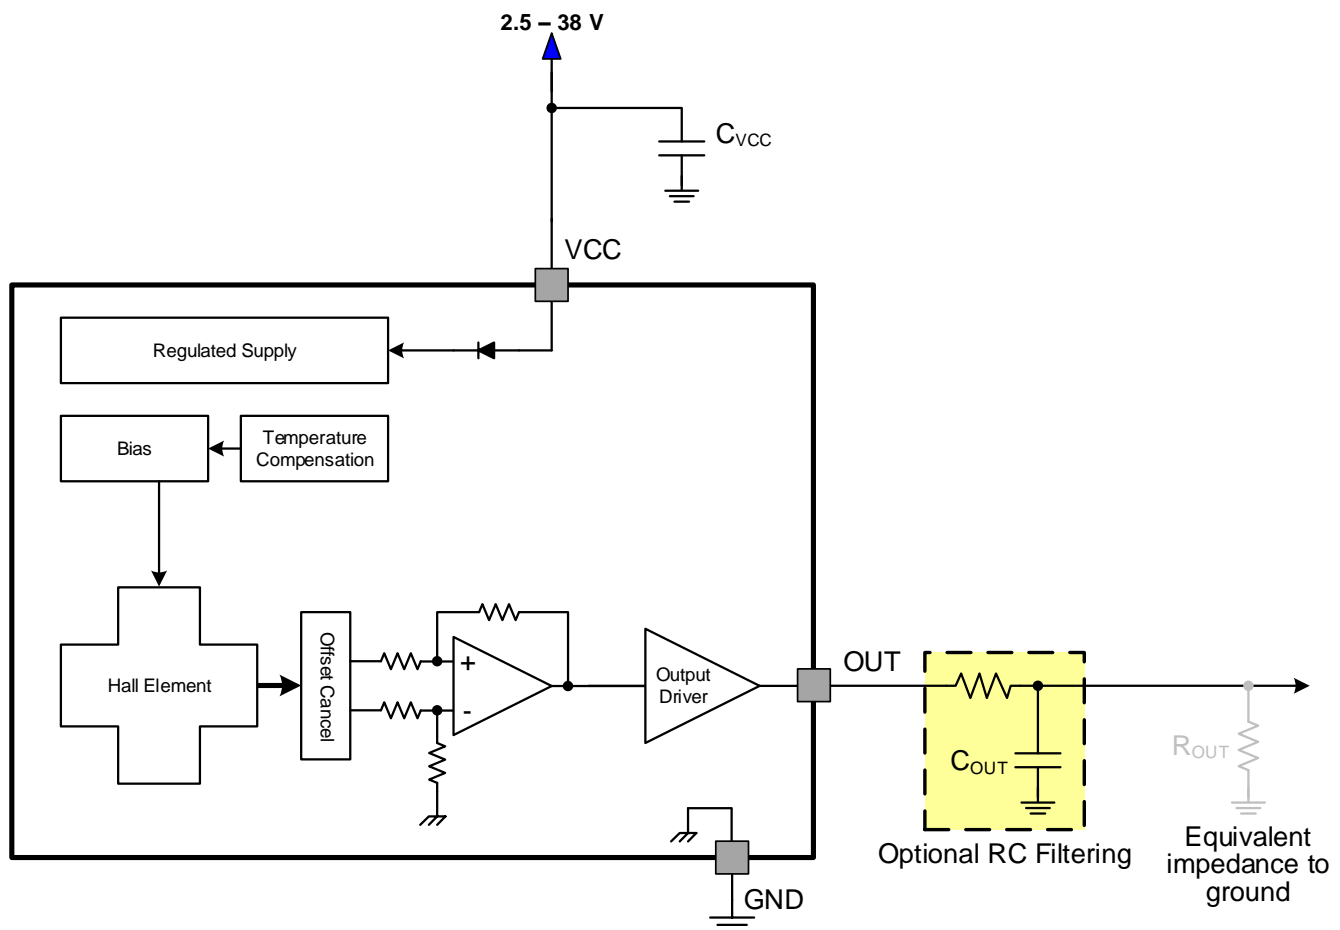 2.5 – 38 V
CVCC
VCC
Regulated Supply
Bias
Temperature
Compensation
Hall Element
Offset Cancel
+
-
Output
Driver
OUT
COUT
ROUT
Optional RC Filtering
Equivalent
impedance to
ground
GND